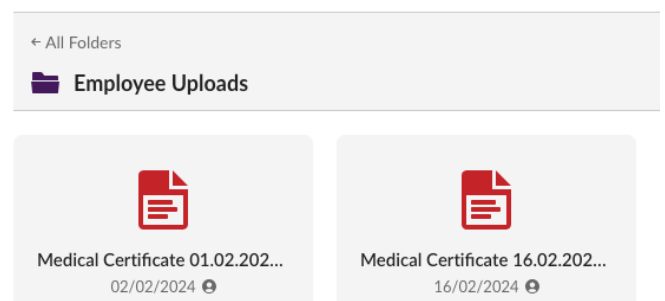 ← All Folders
Employee Uploads
Medical Certificate 01.02.202...
Medical Certificate 16.02.202...
02/02/2024
16/02/2024